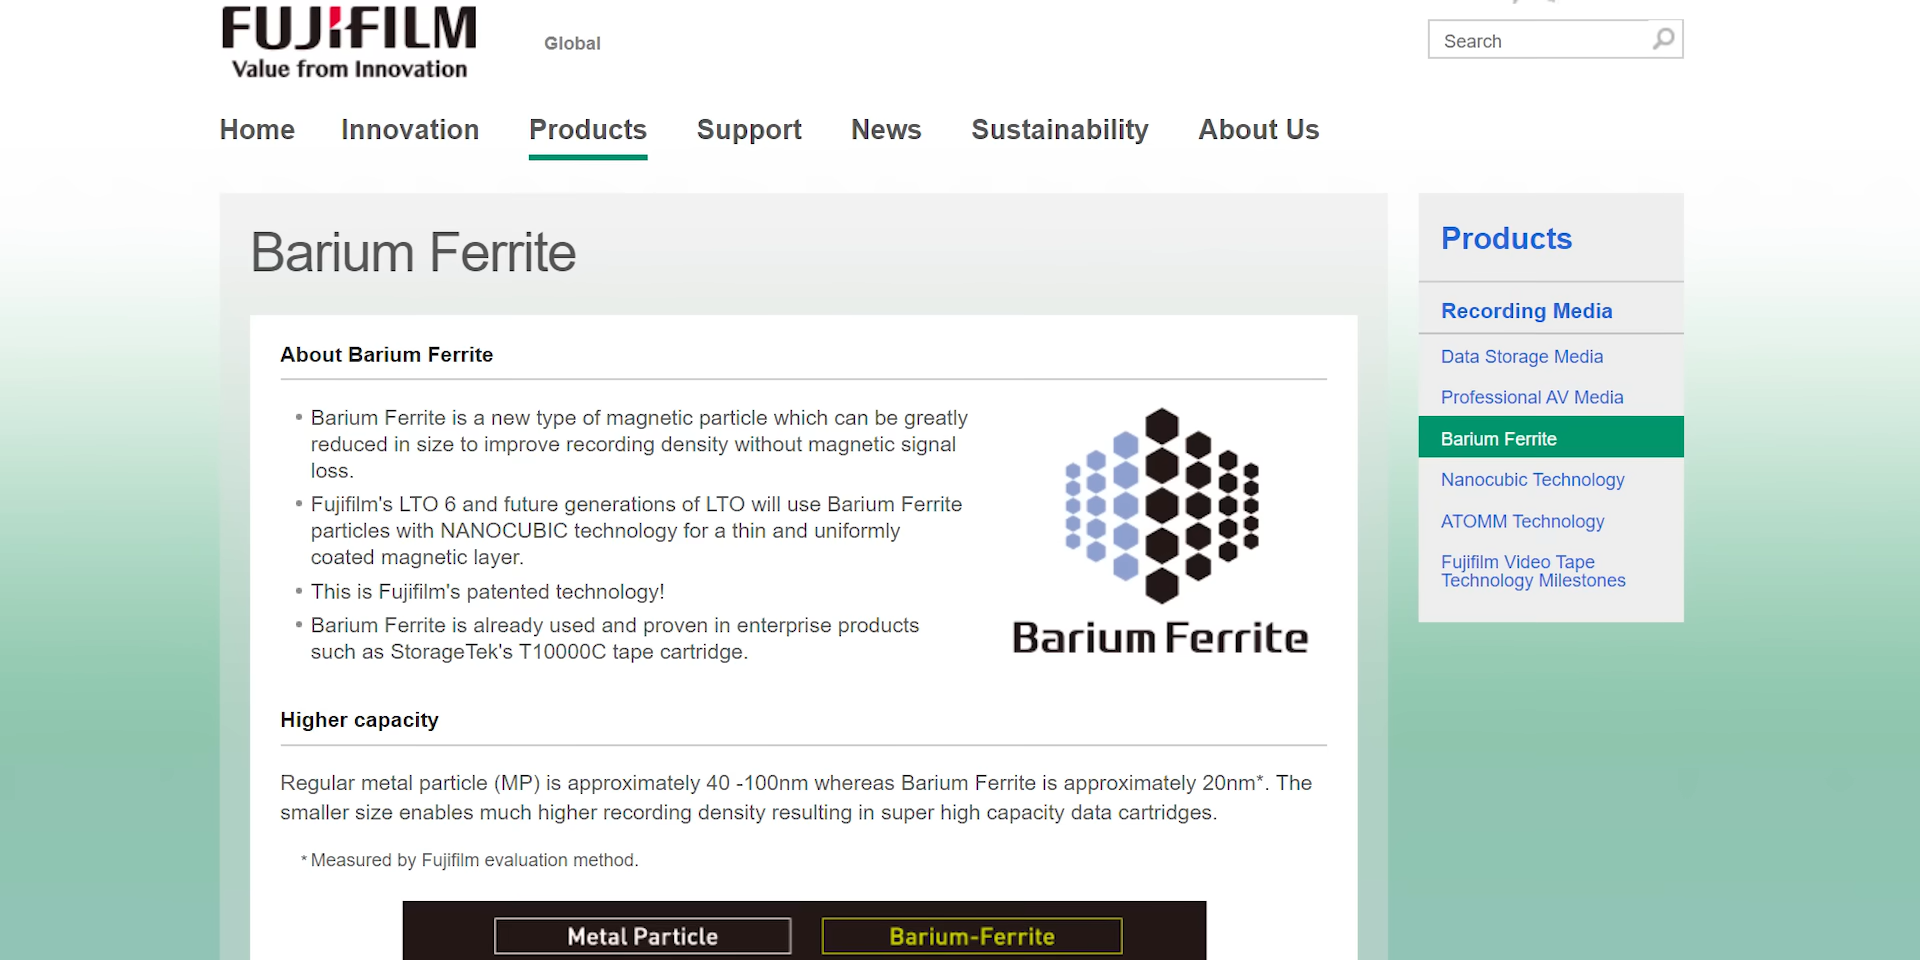 FUJIFILM
Value from Innovation
Global
Search
Home Innovation Products Support News Sustainability About Us
Barium Ferrite
About Barium Ferrite
• Barium Ferrite is a new type of magnetic particle which can be greatly
reduced in size to improve recording density without magnetic signal
loss.
• Fujifilm's LTO 6 and future generations of LTO will use Barium Ferrite
particles with NANOCUBIC technology for a thin and uniformly
coated magnetic layer.
• This is Fujifilm's patented technology!
• Barium Ferrite is already used and proven in enterprise products
such as StorageTek's T10000C tape cartridge.
Barium Ferrite
Higher capacity
Regular metal particle (MP) is approximately 40 -100nm whereas Barium Ferrite is approximately 20nm*. The
smaller size enables much higher recording density resulting in super high capacity data cartridges.
* Measured by Fujifilm evaluation method.
Metal Particle
Barium-Ferrite
Products
Recording Media
Data Storage Media
Professional AV Media
Barium Ferrite
Nanocubic Technology
ATOMM Technology
Fujifilm Video Tape
Technology Milestones